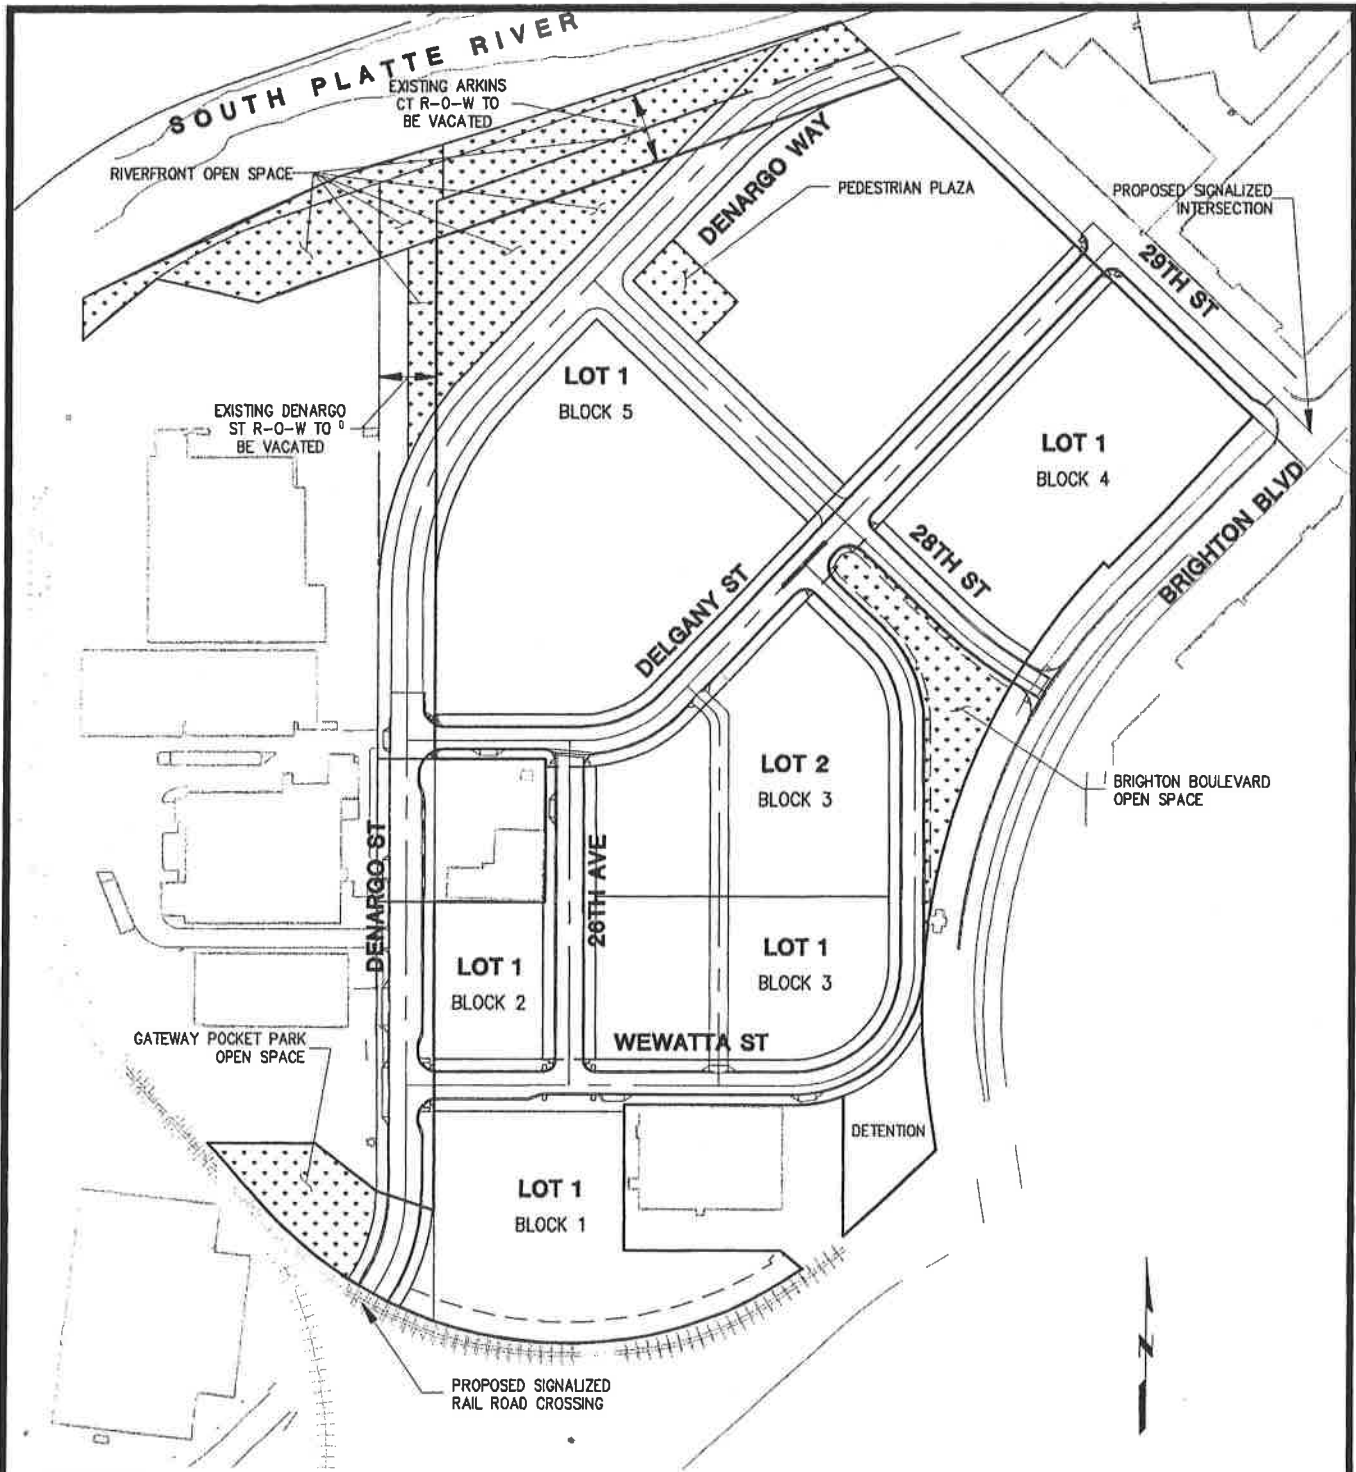 SOUTH PLATTE RIVER
EXISTING ARKINS
CT R-O-W TO
BE VACATED
RIVERFRONT OPEN SPACE
DENARGO WAY
PEDESTRIAN PLAZA
PROPOSED SIGNALIZED
INTERSECTION
29TH ST
LOT 1
BLOCK 5
EXISTING DENARGO
ST R-O-W TO
BE VACATED
LOT 1
BLOCK 4
BRIGHTON BLVD
28TH ST
DELGANY ST
LOT 2
BLOCK 3
BRIGHTON BOULEVARD
OPEN SPACE
DENARGO ST
26TH AVE
LOT 1
BLOCK 2
LOT 1
BLOCK 3
WEWATTA ST
GATEWAY POCKET PARK
OPEN SPACE
DETENTION
LOT 1
BLOCK 1
PROPOSED SIGNALIZED
RAIL ROAD CROSSING
N